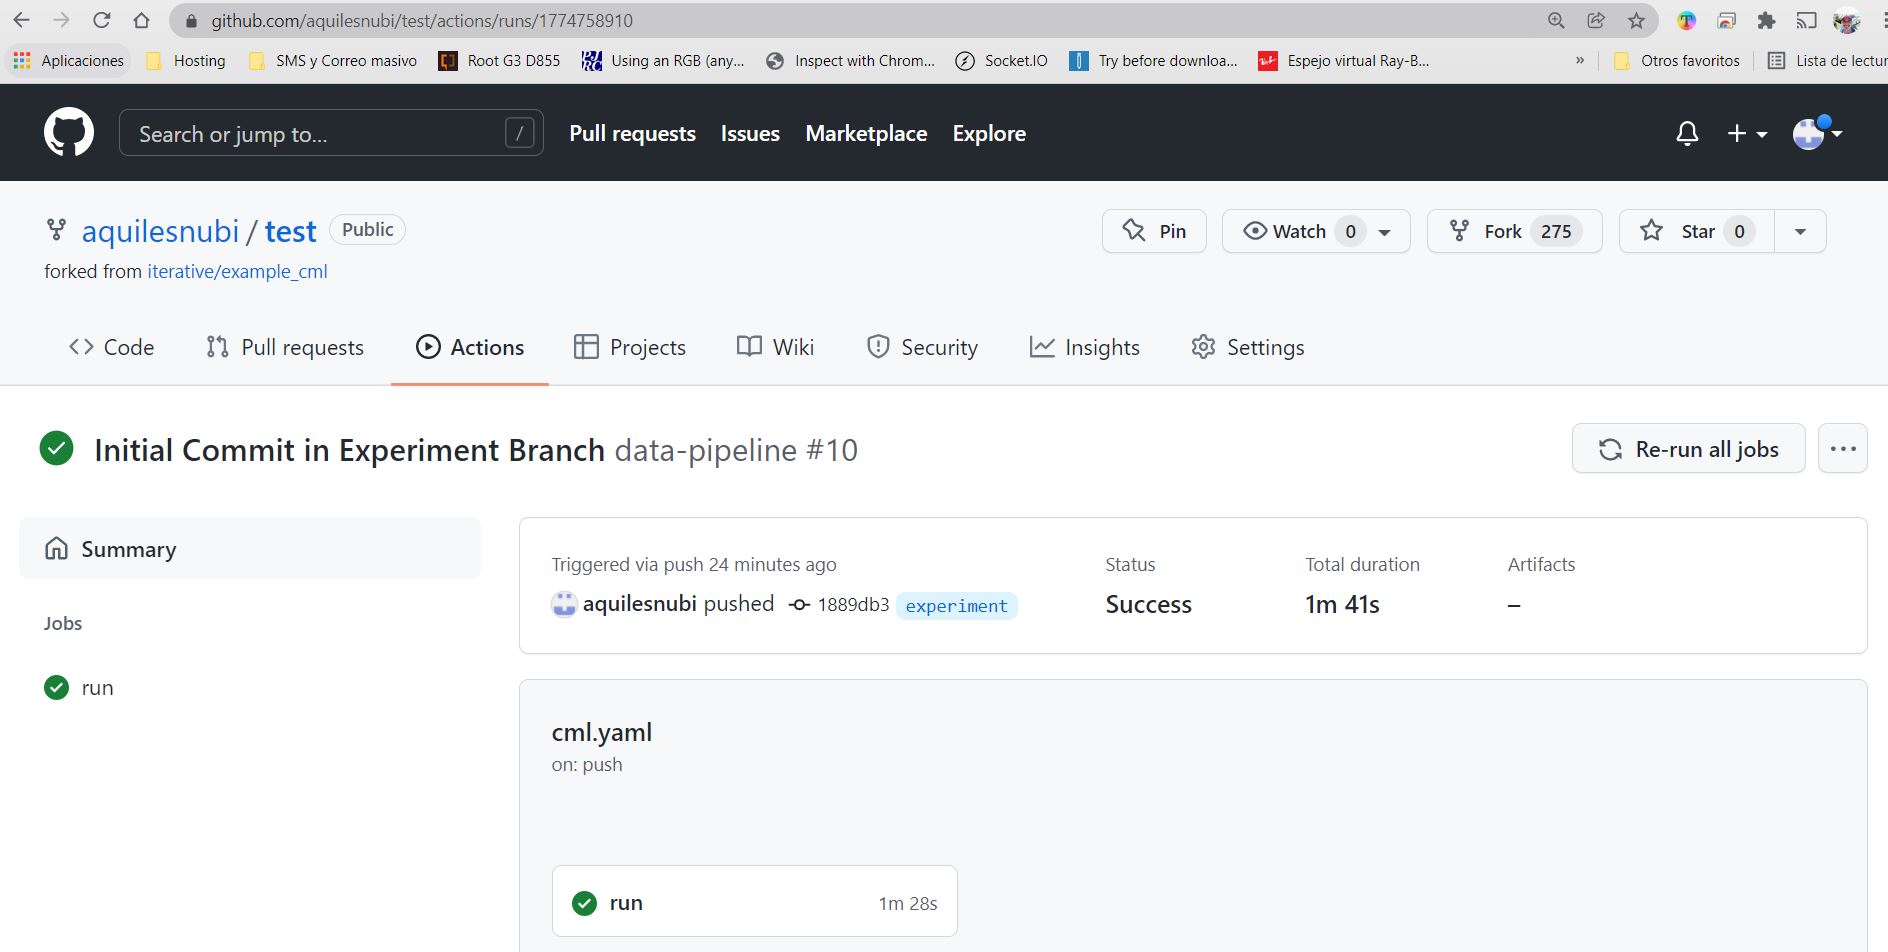 github.com/aquilesnubi/test/actions/runs/1774758910
Aplicaciones Hosting SMS y Correo masivo Root G3 D855 Using an RGB (any... Inspect with Chrom... Socket.IO Try before downloa... Espejo virtual Ray-B... » Otros favoritos Lista de lectur
Search or jump to... / Pull requests Issues Marketplace Explore
aquilesnubi / test Public Pin Watch 0 Fork 275 Star 0
forked from iterative/example_cml
Code Pull requests Actions Projects Wiki Security Insights Settings
Initial Commit in Experiment Branch data-pipeline #10 Re-run all jobs
Summary
Jobs
run
Triggered via push 24 minutes ago Status Total duration Artifacts
aquilesnubi pushed 1889db3 experiment Success 1m 41s –
cml.yaml
on: push
run 1m 28s